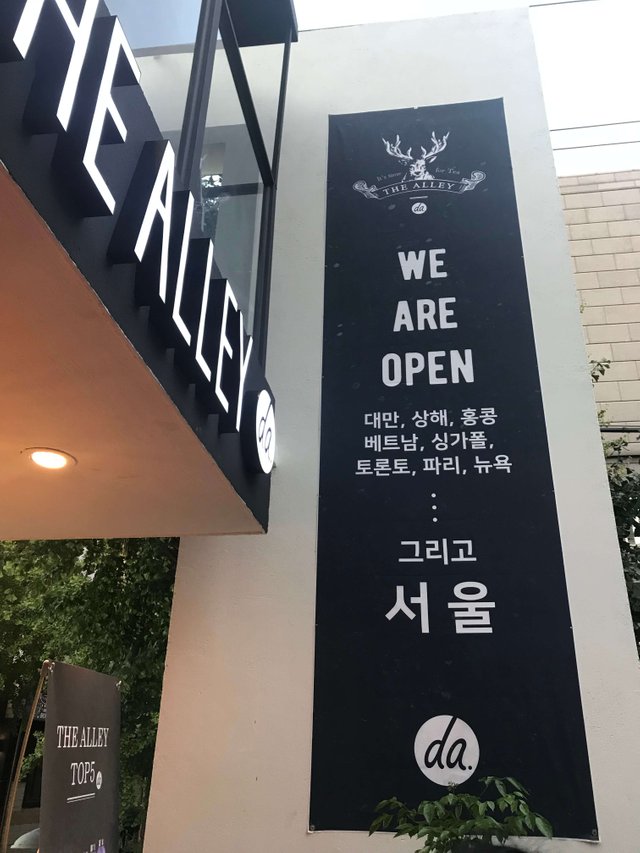 THE ALLEY
da.
It's time for Tea
THE ALLEY
da.
WE
ARE
OPEN
대만, 상해, 홍콩
베트남, 싱가폴,
토론토, 파리, 뉴욕
그리고
서울
da.
THE ALLEY
TOP5